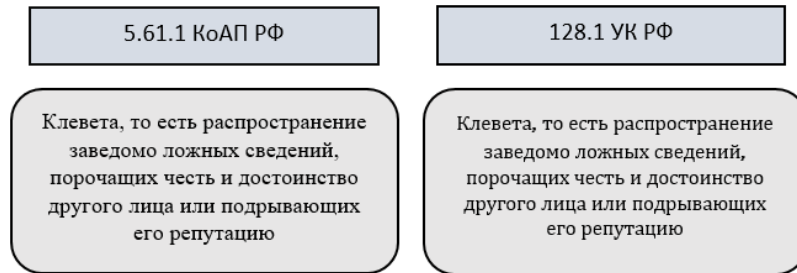 5.61.1 КоАП РФ
128.1 УК РФ
Клевета, то есть распространение
заведомо ложных сведений,
порочащих честь и достоинство
другого лица или подрывающих
его репутацию
Клевета, то есть распространение
заведомо ложных сведений,
порочащих честь и достоинство
другого лица или подрывающих
его репутацию